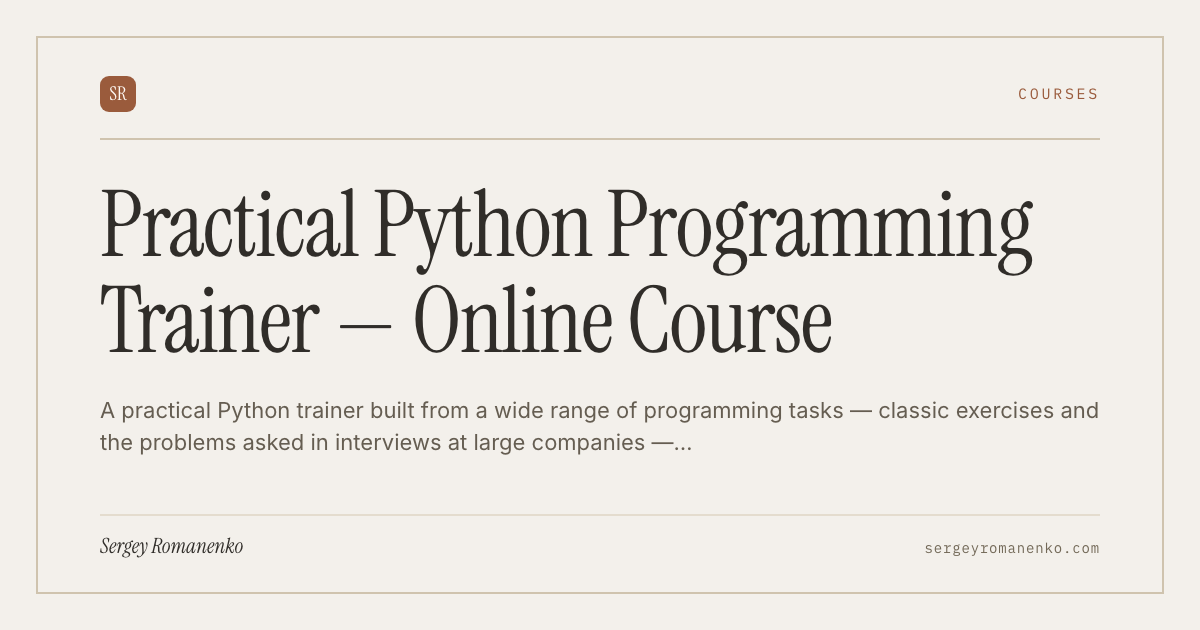 SR
COURSES
Practical Python Programming
Trainer — Online Course
A practical Python trainer built from a wide range of programming tasks — classic exercises and
the problems asked in interviews at large companies —...
Sergey Romanenko
sergeyromanenko.com